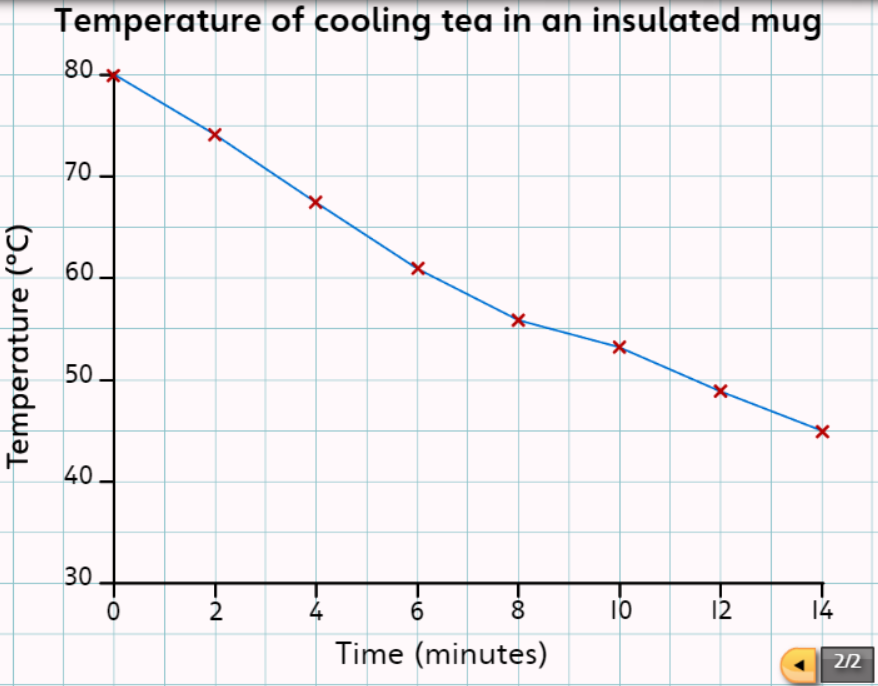 Temperature of cooling tea in an insulated mug
80
70
60
50
40
30
Temperature (°C)
0 2 4 6 8 10 12 14
Time (minutes)
2/2